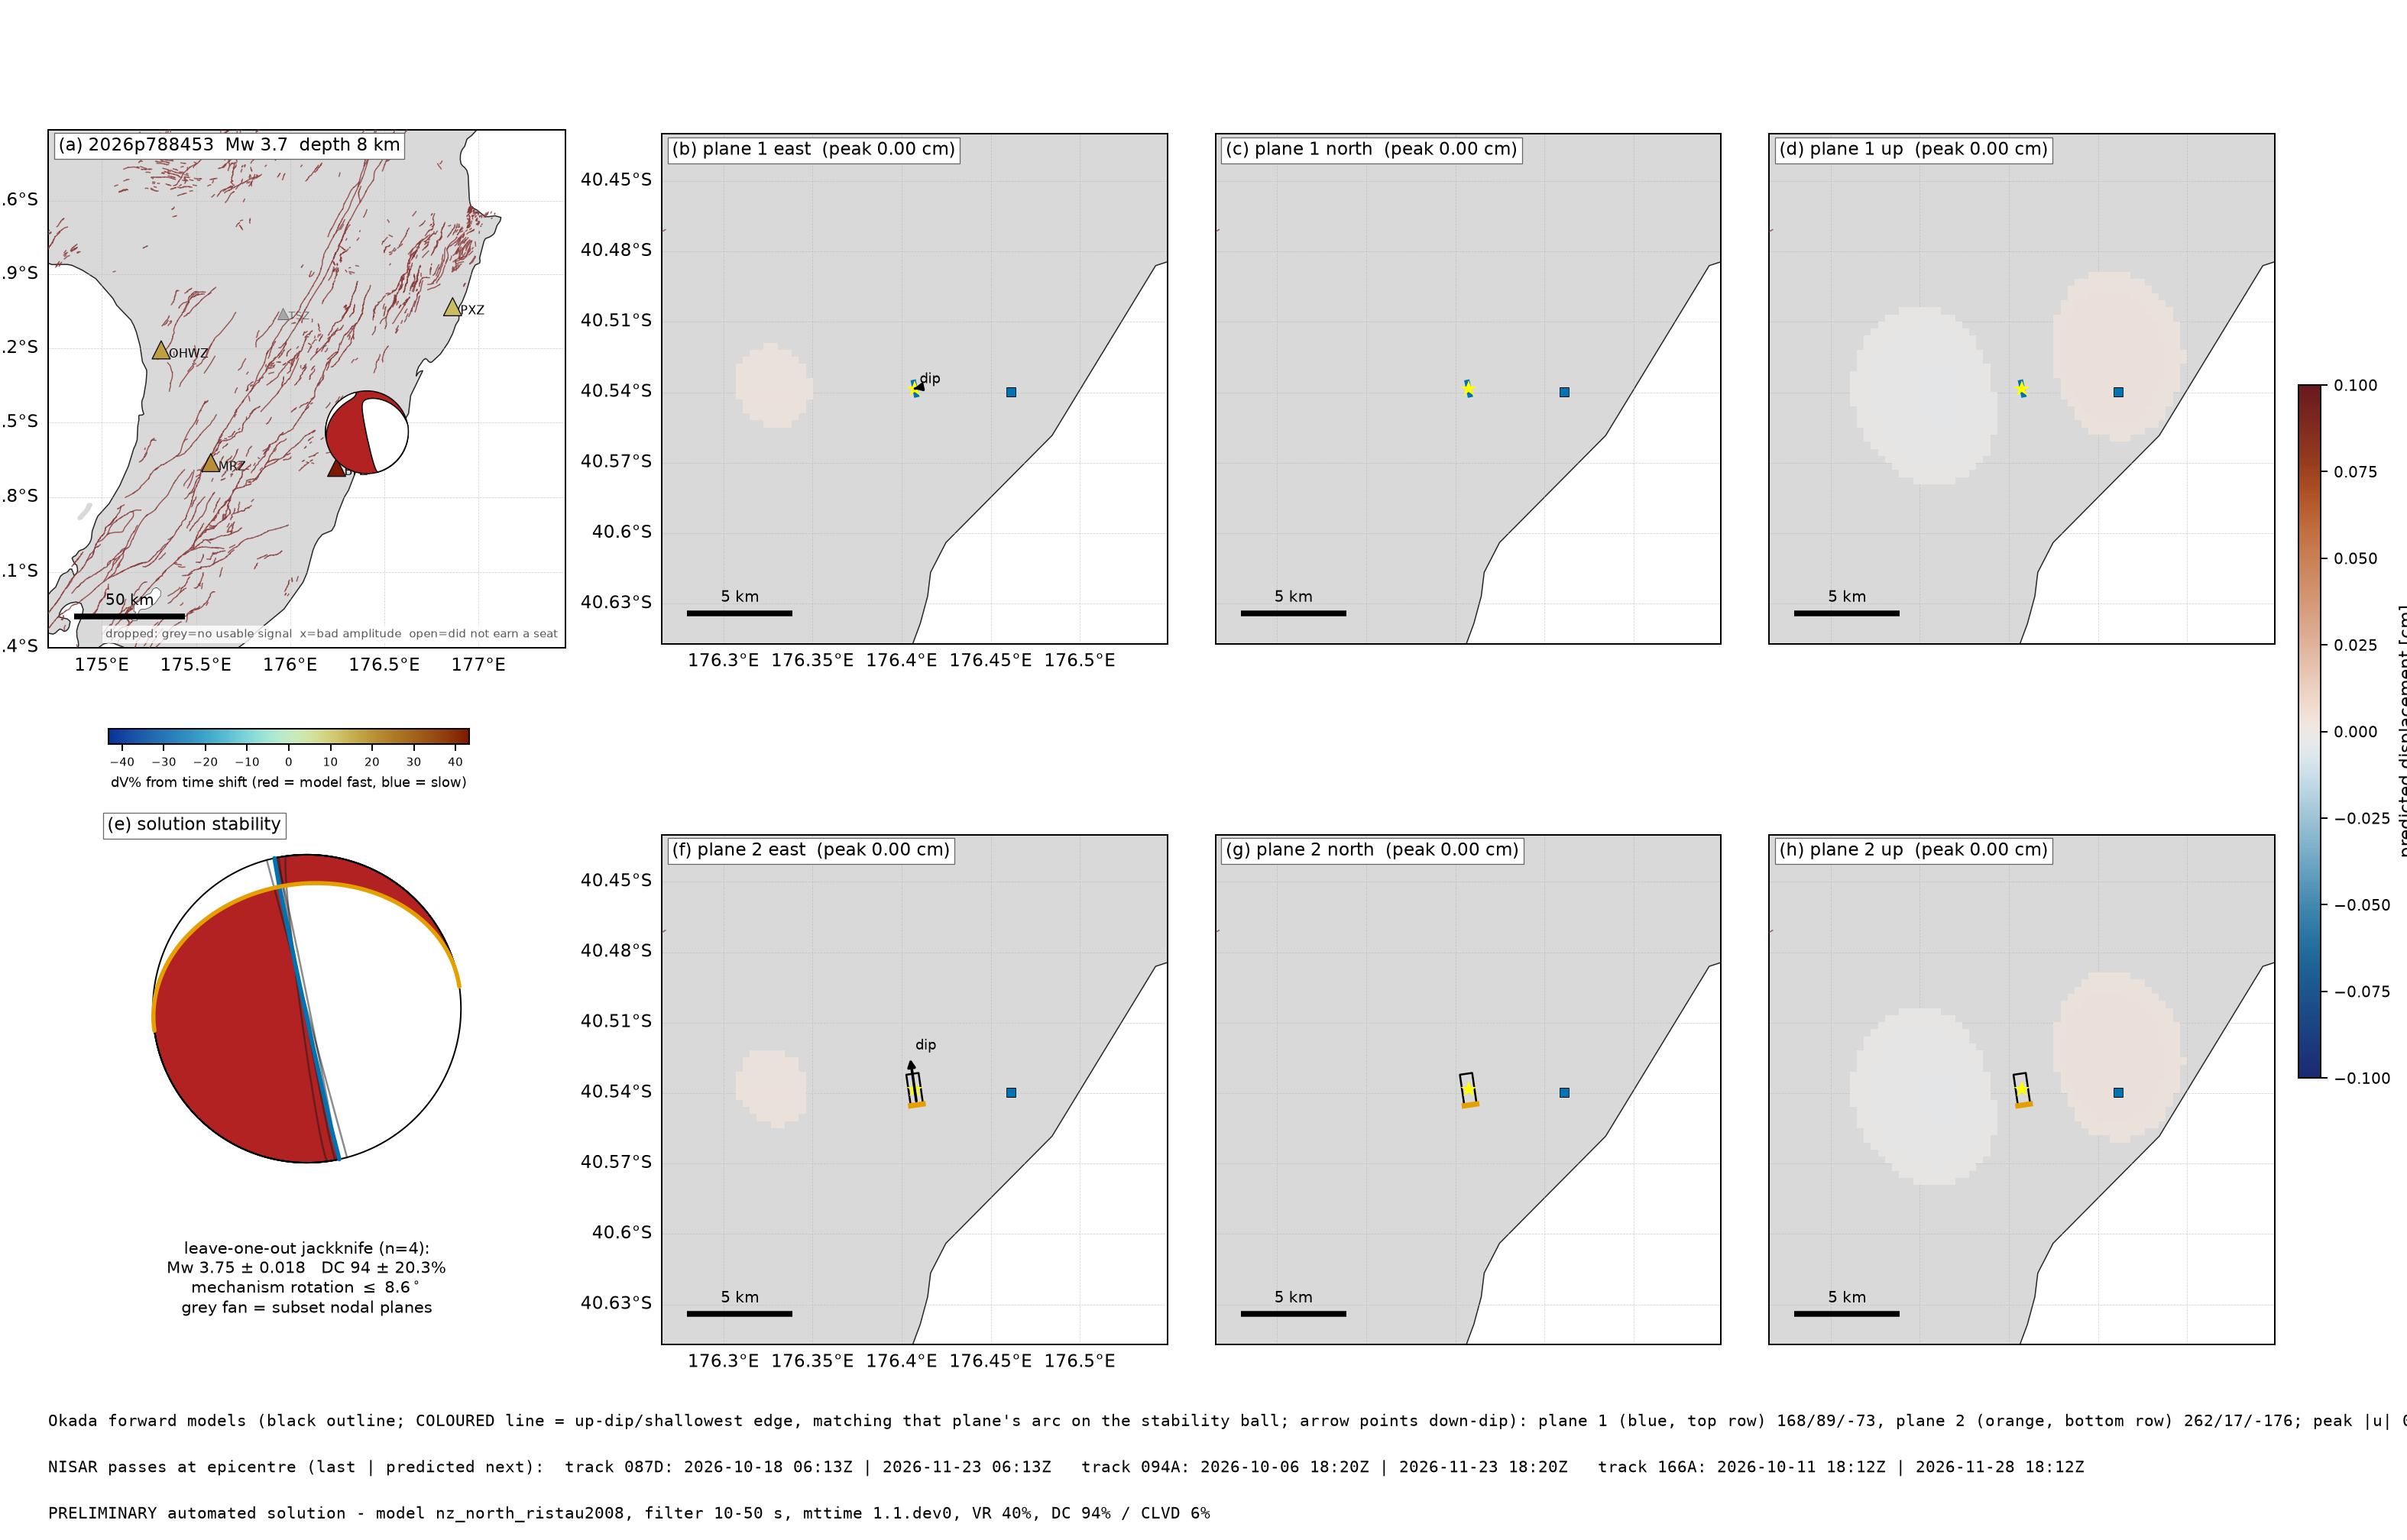 (a) 2026p788453 Mw 3.7 depth 8 km
.6°S
.9°S
.2°S
.5°S
.8°S
.1°S
.4°S
TSZ
PXZ
OHWZ
MRZ
50 km
dropped: grey=no usable signal x=bad amplitude open=did not earn a seat
175°E 175.5°E 176°E 176.5°E 177°E
(b) plane 1 east (peak 0.00 cm)
40.45°S
40.48°S
40.51°S
40.54°S
40.57°S
40.6°S
40.63°S
dip
5 km
176.3°E 176.35°E 176.4°E 176.45°E 176.5°E
(c) plane 1 north (peak 0.00 cm)
5 km
(d) plane 1 up (peak 0.00 cm)
5 km
0.100
0.075
0.050
0.025
0.000
−0.025
−0.050
−0.075
−0.100
predicted displacement [cm]
−40 −30 −20 −10 0 10 20 30 40
dV% from time shift (red = model fast, blue = slow)
(e) solution stability
leave-one-out jackknife (n=4):
Mw 3.75 ± 0.018 DC 94 ± 20.3%
mechanism rotation ≤ 8.6°
grey fan = subset nodal planes
(f) plane 2 east (peak 0.00 cm)
40.45°S
40.48°S
40.51°S
40.54°S
40.57°S
40.6°S
40.63°S
dip
5 km
176.3°E 176.35°E 176.4°E 176.45°E 176.5°E
(g) plane 2 north (peak 0.00 cm)
5 km
(h) plane 2 up (peak 0.00 cm)
5 km
Okada forward models (black outline; COLOURED line = up-dip/shallowest edge, matching that plane's arc on the stability ball; arrow points down-dip): plane 1 (blue, top row) 168/89/-73, plane 2 (orange, bottom row) 262/17/-176; peak |u|
NISAR passes at epicentre (last | predicted next): track 087D: 2026-10-18 06:13Z | 2026-11-23 06:13Z track 094A: 2026-10-06 18:20Z | 2026-11-23 18:20Z track 166A: 2026-10-11 18:12Z | 2026-11-28 18:12Z
PRELIMINARY automated solution - model nz_north_ristau2008, filter 10-50 s, mttime 1.1.dev0, VR 40%, DC 94% / CLVD 6%